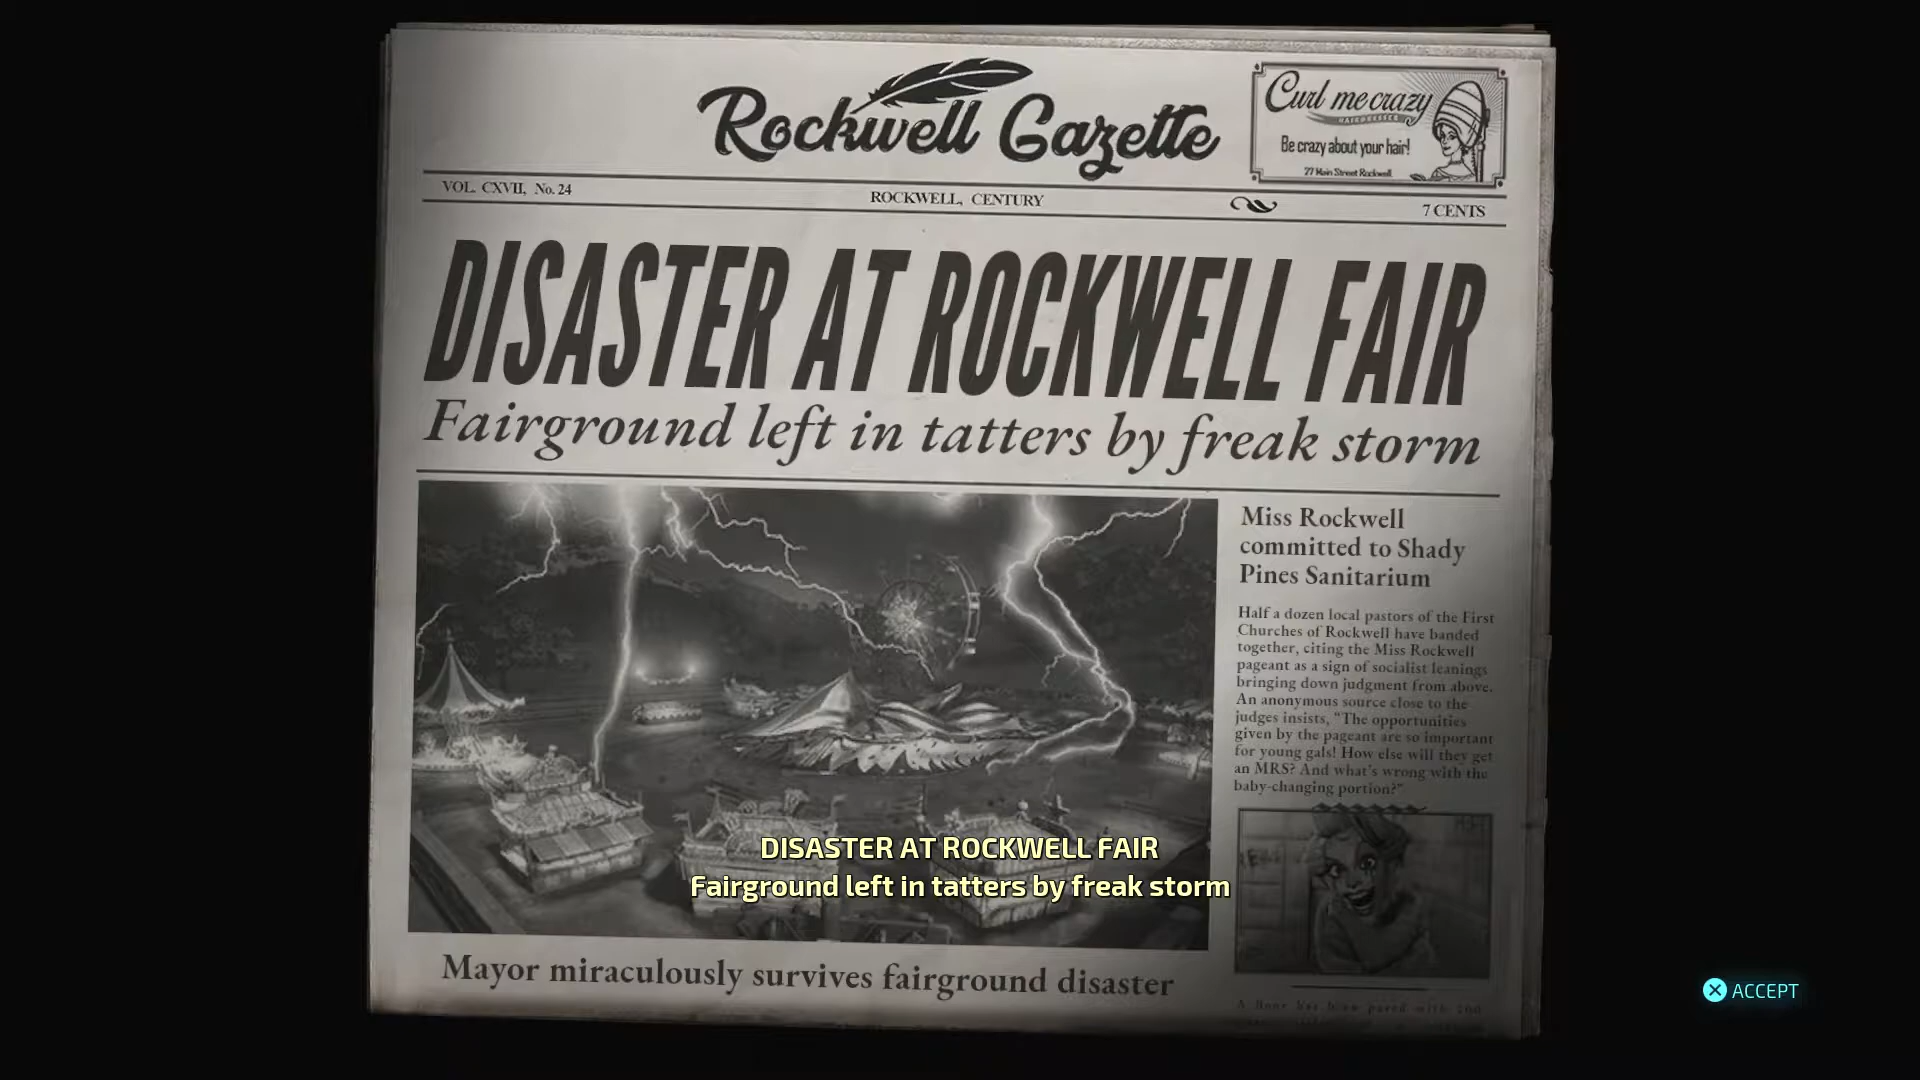 Rockwell Gazette
Curl me crazy
HAIRDRESSER
Be crazy about your hair!
27 Main Street Rockwell
VOL. CXVII, No. 24
ROCKWELL, CENTURY
7 CENTS
DISASTER AT ROCKWELL FAIR
Fairground left in tatters by freak storm
Miss Rockwell
committed to Shady
Pines Sanitarium
Half a dozen local pastors of the First
Churches of Rockwell have banded
together, citing the Miss Rockwell
pageant as a sign of socialist leanings
bringing down judgment from above.
An anonymous source close to the
judges insists, "The opportunities
given by the pageant are so important
for young gals! How else will they get
an MRS? And what's wrong with the
baby-changing portion?"
DISASTER AT ROCKWELL FAIR
Fairground left in tatters by freak storm
Mayor miraculously survives fairground disaster
ACCEPT